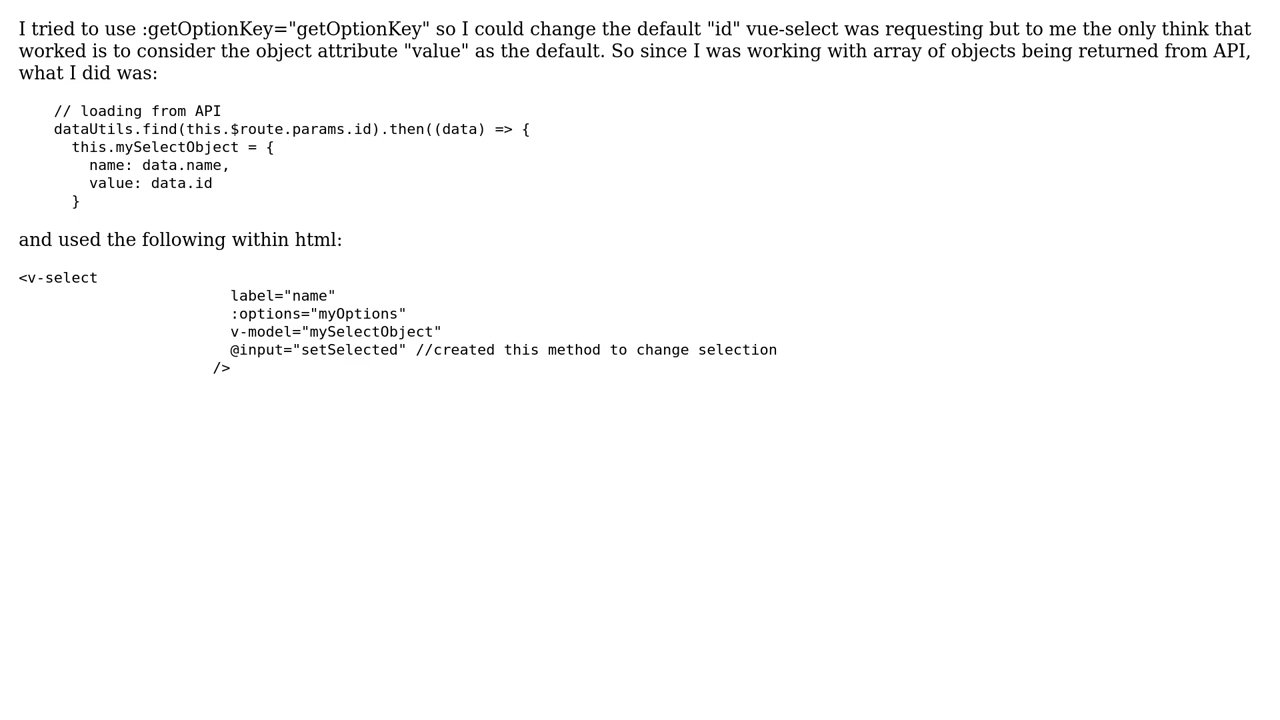 I tried to use :getOptionKey="getOptionKey" so I could change the default "id" vue-select was requesting but to me the only think that
worked is to consider the object attribute "value" as the default. So since I was working with array of objects being returned from API,
what I did was:
    // loading from API
    dataUtils.find(this.$route.params.id).then((data) => {
      this.mySelectObject = {
        name: data.name,
        value: data.id
      }
and used the following within html:
<v-select
                        label="name"
                        :options="myOptions"
                        v-model="mySelectObject"
                        @input="setSelected" //created this method to change selection
                      />